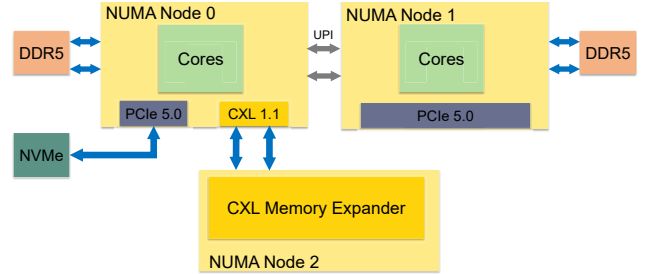 NUMA Node 0
NUMA Node 1
UPI
DDR5
Cores
Cores
DDR5
PCIe 5.0
CXL 1.1
PCIe 5.0
NVMe
CXL Memory Expander
NUMA Node 2